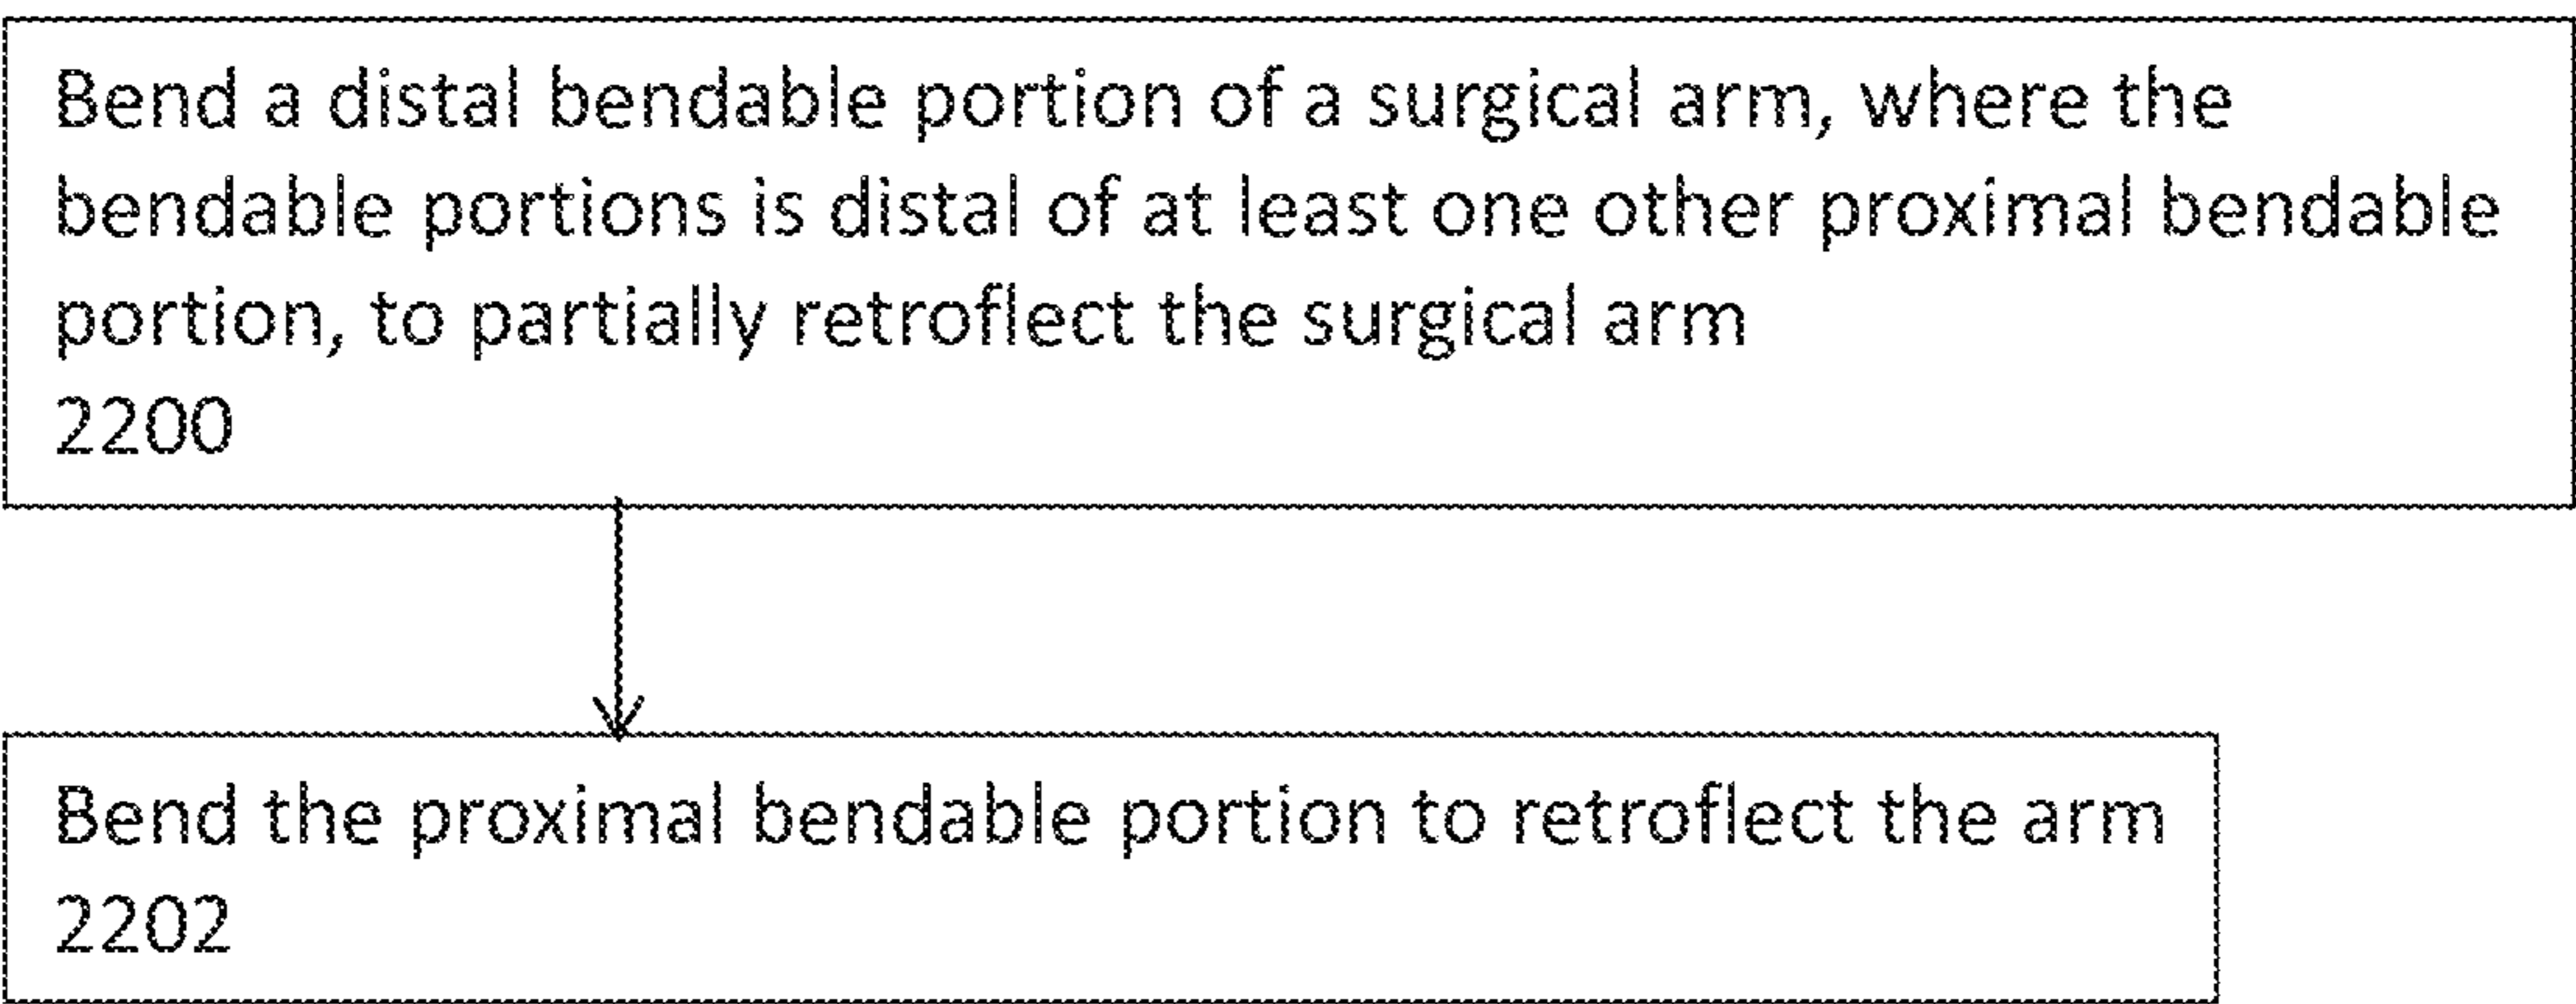 Bend a distal bendable portion of a surgical arm, where the
bendable portions is distal of at least one other proximal bendable
portion, to partially retroflect the surgical arm
2200
Bend the proximal bendable portion to retroflect the arm
2202